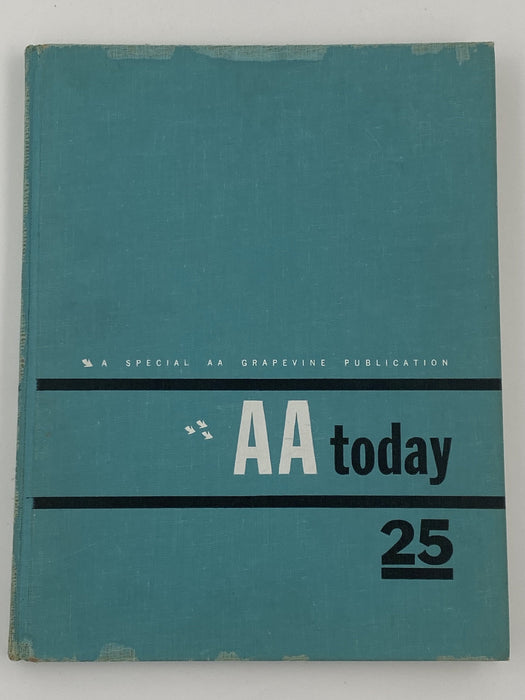 A SPECIAL AA GRAPEVINE PUBLICATION
AA today
25